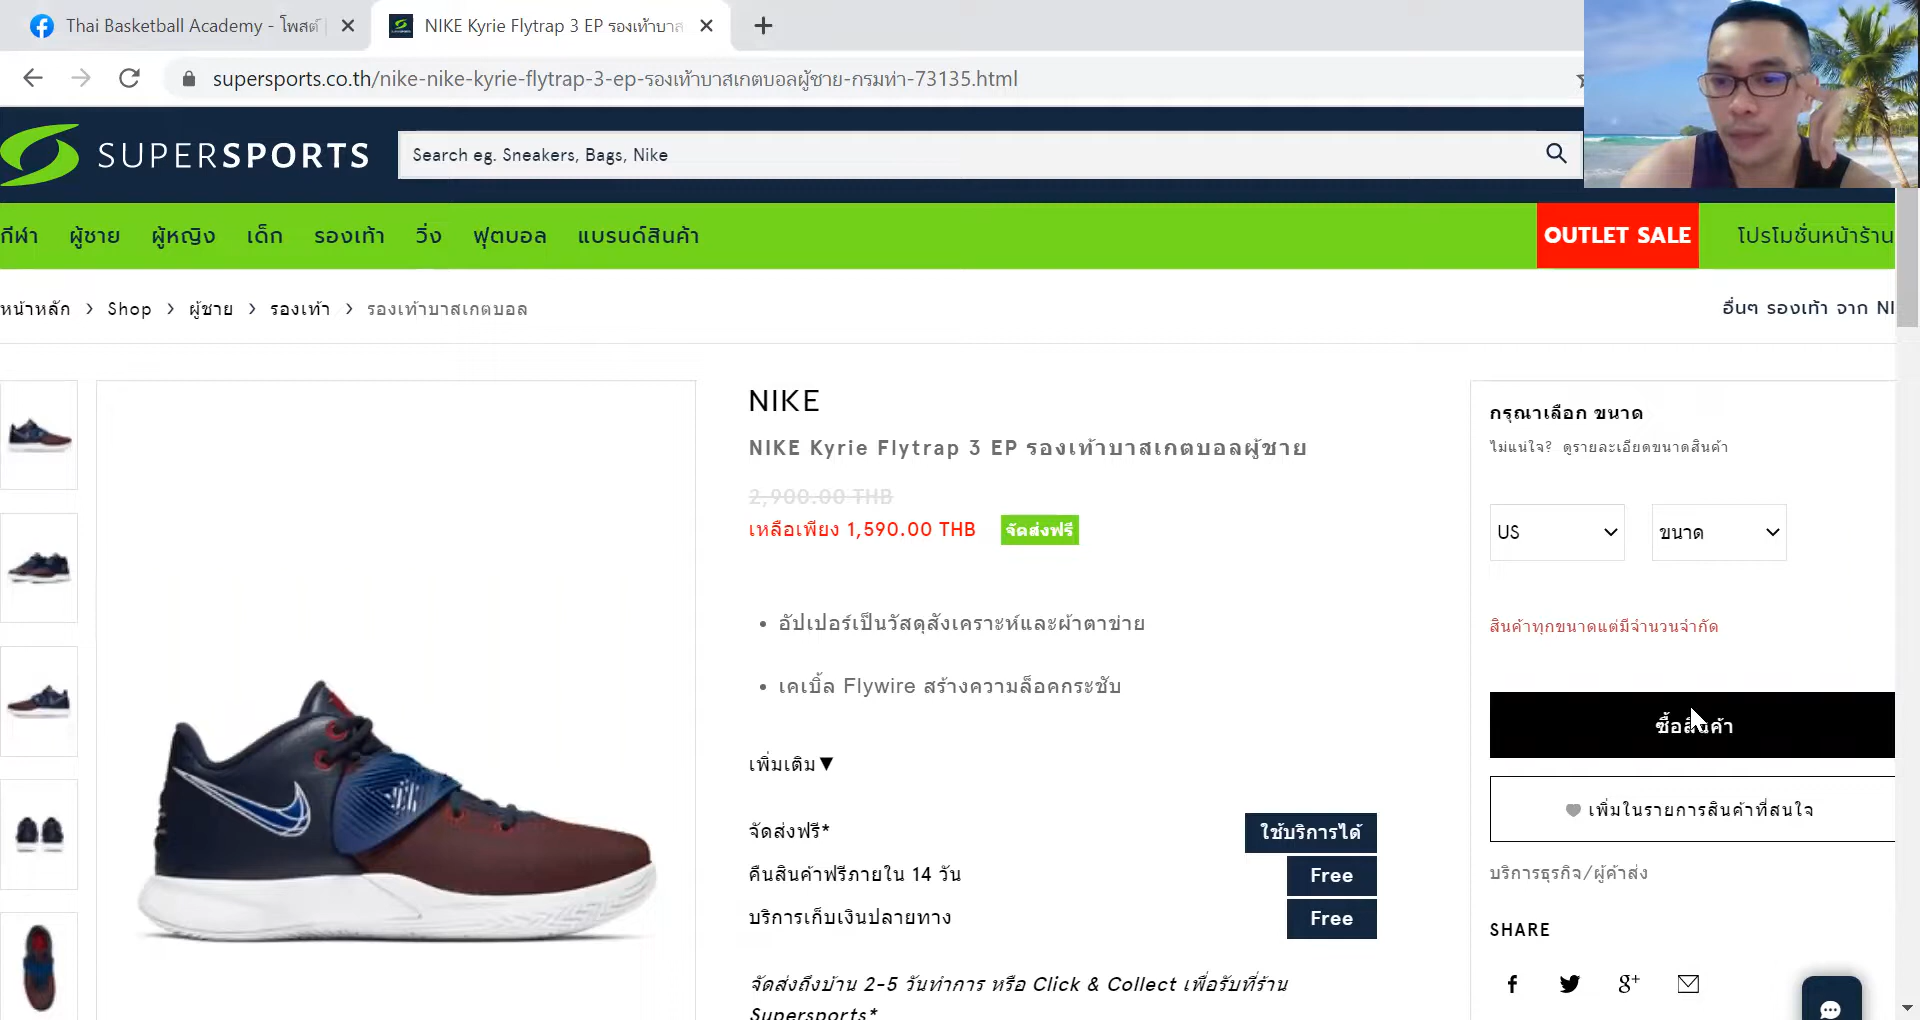 Thai Basketball Academy - โพสต์
NIKE Kyrie Flytrap 3 EP รองเท้าบาส
supersports.co.th/nike-nike-kyrie-flytrap-3-ep-รองเท้าบาสเกตบอลผู้ชาย-กรมท่า-73135.html
SUPERSPORTS
Search eg. Sneakers, Bags, Nike
กีฬา ผู้ชาย ผู้หญิง เด็ก รองเท้า วิ่ง ฟุตบอล แบรนด์สินค้า
OUTLET SALE โปรโมชั่นหน้าร้าน
หน้าหลัก > Shop > ผู้ชาย > รองเท้า > รองเท้าบาสเกตบอล
อื่นๆ รองเท้า จาก NI
NIKE
NIKE Kyrie Flytrap 3 EP รองเท้าบาสเกตบอลผู้ชาย
2,900.00 THB
เหลือเพียง 1,590.00 THB จัดส่งฟรี
• อัปเปอร์เป็นวัสดุสังเคราะห์และผ้าตาข่าย
• เคเบิ้ล Flywire สร้างความล็อคกระชับ
เพิ่มเติม▼
จัดส่งฟรี* ใช้บริการได้
คืนสินค้าฟรีภายใน 14 วัน Free
บริการเก็บเงินปลายทาง Free
จัดส่งถึงบ้าน 2-5 วันทำการ หรือ Click & Collect เพื่อรับที่ร้าน
Supersports*
กรุณาเลือก ขนาด
ไม่แน่ใจ? ดูรายละเอียดขนาดสินค้า
US ขนาด
สินค้าทุกขนาดแต่มีจำนวนจำกัด
ซื้อสินค้า
เพิ่มในรายการสินค้าที่สนใจ
บริการธุรกิจ/ผู้ค้าส่ง
SHARE